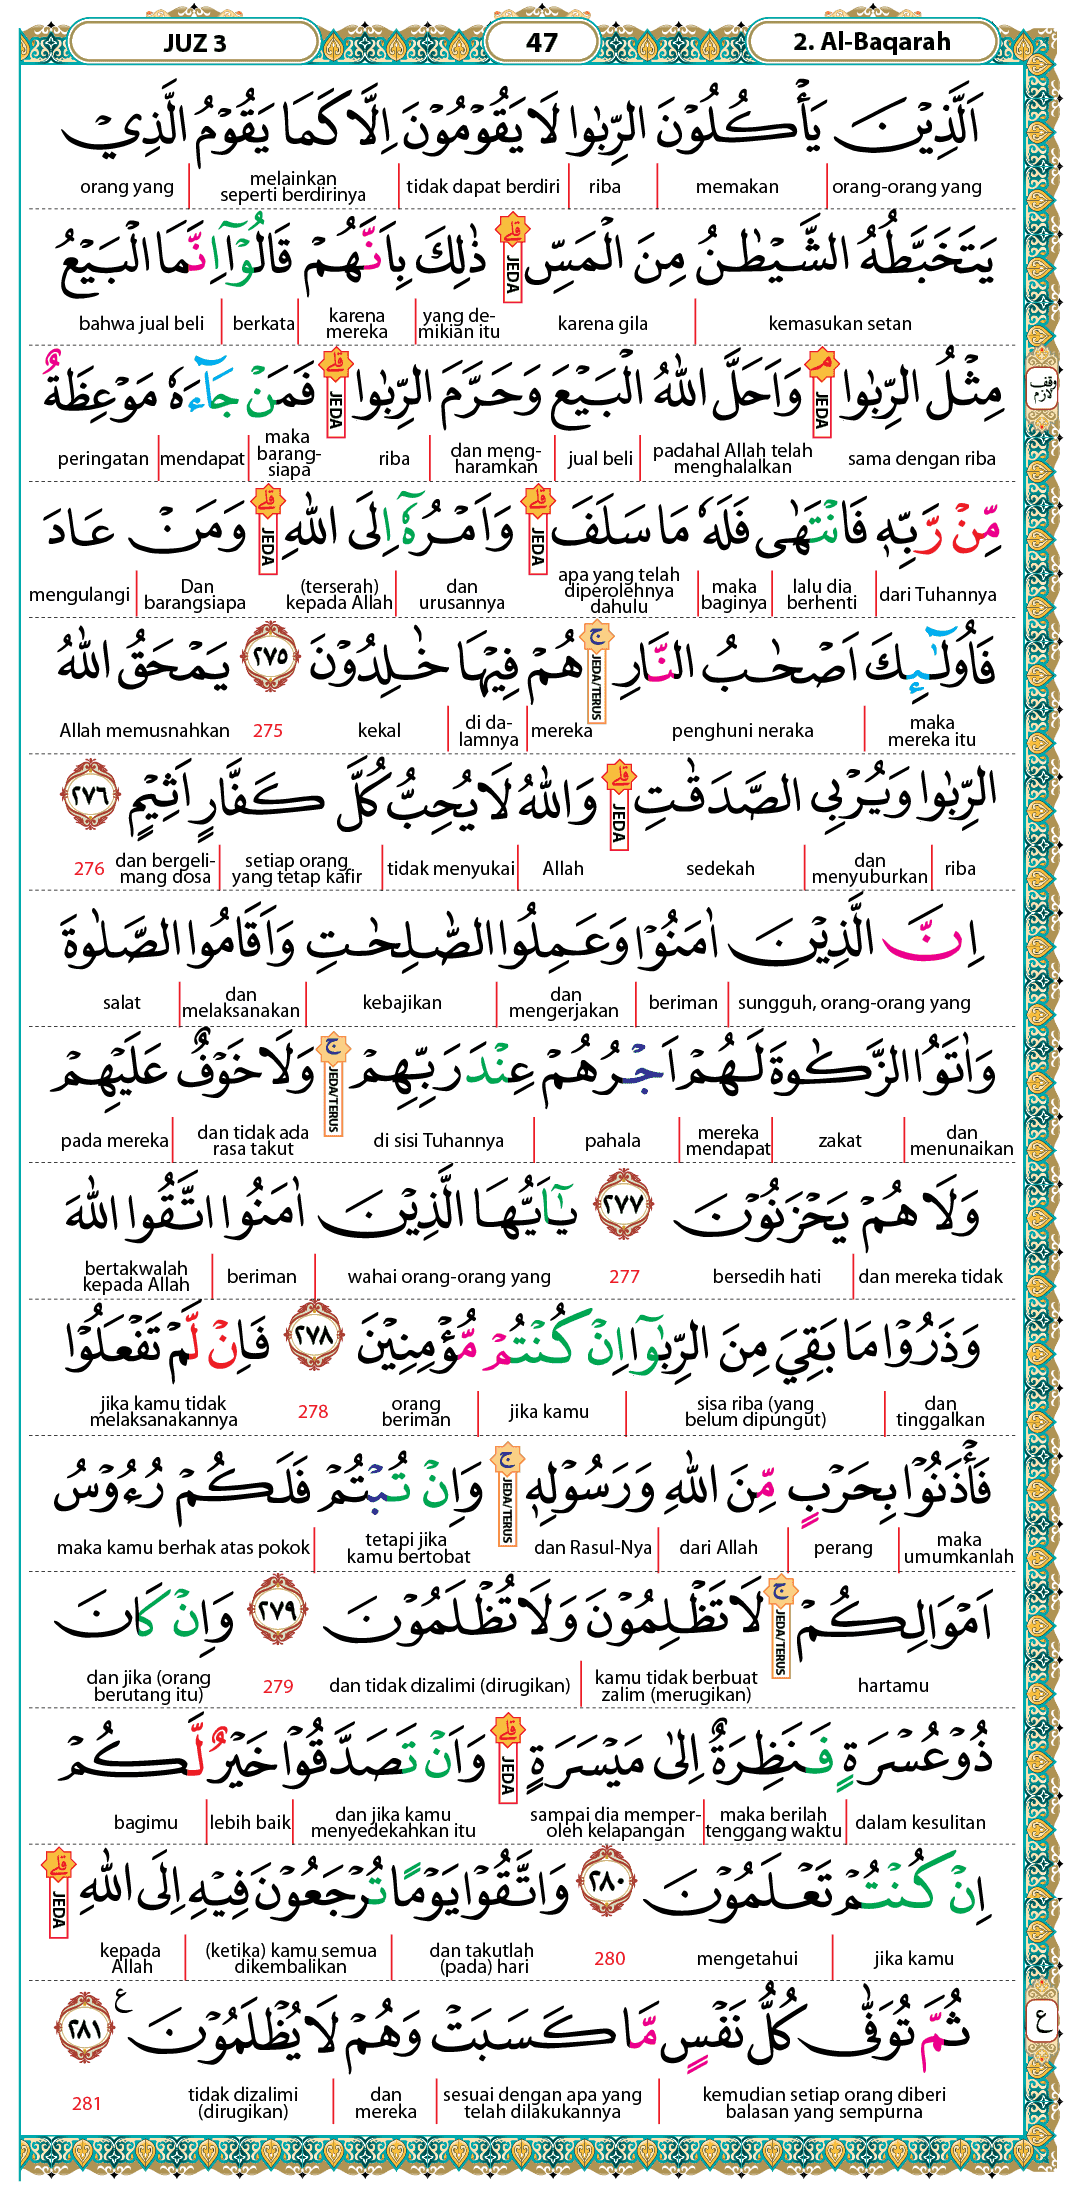 JUZ 3
47
2. Al-Baqarah
اَلَّذِيْنَ يَأْكُلُوْنَ الرِّبٰوا لَا يَقُوْمُوْنَ اِلَّا كَمَا يَقُوْمُ الَّذِيْ
orang-orang yang | memakan | riba | tidak dapat berdiri | melainkan seperti berdirinya | orang yang
يَتَخَبَّطُهُ الشَّيْطٰنُ مِنَ الْمَسِّ ۗ JEDA ذٰلِكَ بِاَنَّهُمْ قَالُوْٓا اِنَّمَا الْبَيْعُ
kemasukan setan | karena gila yang demikian itu | karena mereka | berkata | bahwa jual beli
مِثْلُ الرِّبٰوا ۘ JEDA وَاَحَلَّ اللّٰهُ الْبَيْعَ وَحَرَّمَ الرِّبٰوا ۗ JEDA فَمَنْ جَاۤءَهٗ مَوْعِظَةٌ وقف لازم
sama dengan riba | padahal Allah telah menghalalkan | jual beli | dan mengharamkan | riba maka barangsiapa | mendapat | peringatan
مِّنْ رَّبِّهٖ فَانْتَهٰى فَلَهٗ مَا سَلَفَ ۗ JEDA وَاَمْرُهٗٓ اِلَى اللّٰهِ ۗ JEDA وَمَنْ عَادَ
dari Tuhannya | lalu dia berhenti | maka baginya | apa yang telah diperolehnya dahulu | dan urusannya | (terserah) kepada Allah Dan barangsiapa | mengulangi
فَاُولٰۤىِٕكَ اَصْحٰبُ النَّارِ ۚ JEDA/TERUS هُمْ فِيْهَا خٰلِدُوْنَ ٢٧٥ يَمْحَقُ اللّٰهُ
maka mereka itu | penghuni neraka mereka | di dalamnya | kekal 275 Allah memusnahkan
الرِّبٰوا وَيُرْبِى الصَّدَقٰتِ ۗ JEDA وَاللّٰهُ لَا يُحِبُّ كُلَّ كَفَّارٍ اَثِيْمٍ ٢٧٦
riba | dan menyuburkan | sedekah Allah | tidak menyukai | setiap orang yang tetap kafir | dan bergelimang dosa 276
اِنَّ الَّذِيْنَ اٰمَنُوْا وَعَمِلُوا الصّٰلِحٰتِ وَاَقَامُوا الصَّلٰوةَ
sungguh, orang-orang yang | beriman | dan mengerjakan | kebajikan | dan melaksanakan | salat
وَاٰتَوُا الزَّكٰوةَ لَهُمْ اَجْرُهُمْ عِنْدَ رَبِّهِمْ ۚ JEDA/TERUS وَلَا خَوْفٌ عَلَيْهِمْ
dan menunaikan | zakat | mereka mendapat | pahala | di sisi Tuhannya dan tidak ada rasa takut | pada mereka
وَلَا هُمْ يَحْزَنُوْنَ ٢٧٧ يٰٓاَيُّهَا الَّذِيْنَ اٰمَنُوا اتَّقُوا اللّٰهَ
dan mereka tidak | bersedih hati 277 wahai orang-orang yang | beriman | bertakwalah kepada Allah
وَذَرُوْا مَا بَقِيَ مِنَ الرِّبٰوٓا اِنْ كُنْتُمْ مُّؤْمِنِيْنَ ٢٧٨ فَاِنْ لَّمْ تَفْعَلُوْا
dan tinggalkan | sisa riba (yang belum dipungut) | jika kamu | orang beriman 278 jika kamu tidak melaksanakannya
فَأْذَنُوْا بِحَرْبٍ مِّنَ اللّٰهِ وَرَسُوْلِهٖ ۚ JEDA/TERUS وَاِنْ تُبْتُمْ فَلَكُمْ رُءُوْسُ
maka umumkanlah | perang | dari Allah | dan Rasul-Nya tetapi jika kamu bertobat | maka kamu berhak atas pokok
اَمْوَالِكُمْ ۚ JEDA/TERUS لَا تَظْلِمُوْنَ وَلَا تُظْلَمُوْنَ ٢٧٩ وَاِنْ كَانَ
hartamu kamu tidak berbuat zalim (merugikan) | dan tidak dizalimi (dirugikan) 279 dan jika (orang berutang itu)
ذُوْ عُسْرَةٍ فَنَظِرَةٌ اِلٰى مَيْسَرَةٍ ۗ JEDA وَاَنْ تَصَدَّقُوْا خَيْرٌ لَّكُمْ
dalam kesulitan | maka berilah tenggang waktu | sampai dia memperoleh kelapangan dan jika kamu menyedekahkan itu | lebih baik | bagimu
اِنْ كُنْتُمْ تَعْلَمُوْنَ ٢٨٠ وَاتَّقُوْا يَوْمًا تُرْجَعُوْنَ فِيْهِ اِلَى اللّٰهِ ۗ JEDA
jika kamu | mengetahui 280 dan takutlah (pada) hari | (ketika) kamu semua dikembalikan | kepada Allah
ثُمَّ تُوَفّٰى كُلُّ نَفْسٍ مَّا كَسَبَتْ وَهُمْ لَا يُظْلَمُوْنَ ع ٢٨١ ع
kemudian setiap orang diberi balasan yang sempurna | sesuai dengan apa yang telah dilakukannya | dan mereka | tidak dizalimi (dirugikan) 281